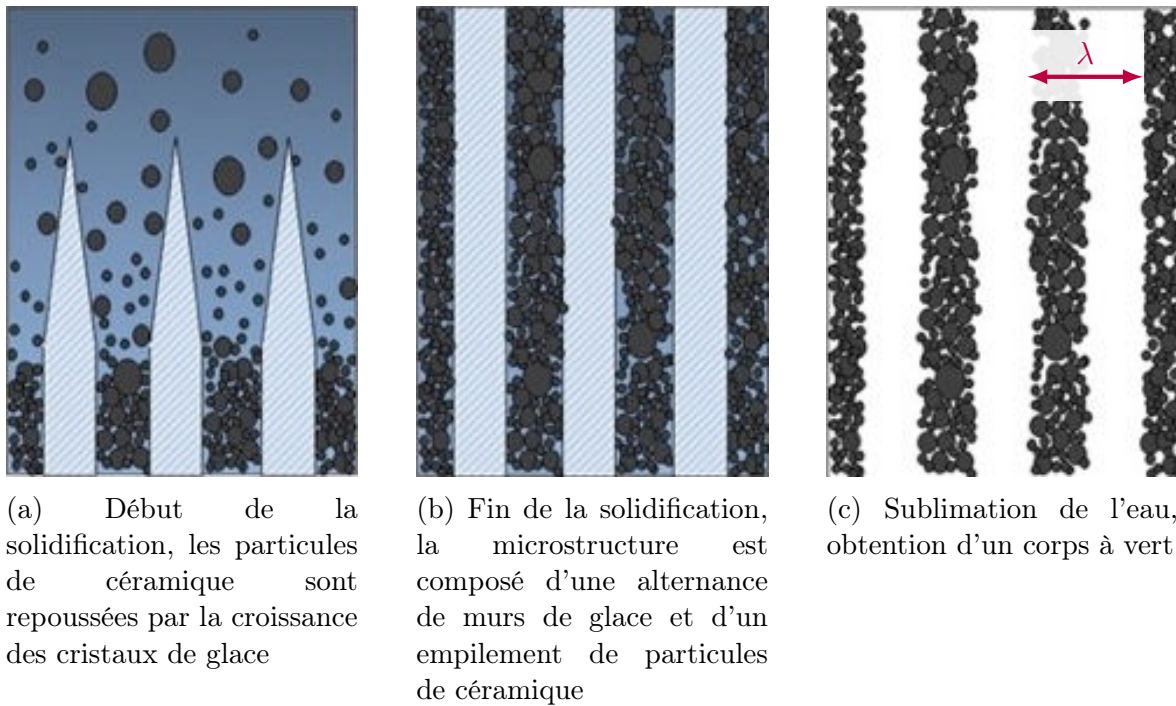 λ
(a) Début de la
solidification, les particules
de céramique sont
repoussées par la croissance
des cristaux de glace
(b) Fin de la solidification,
la microstructure est
composé d'une alternance
de murs de glace et d'un
empilement de particules
de céramique
(c) Sublimation de l'eau,
obtention d'un corps à vert